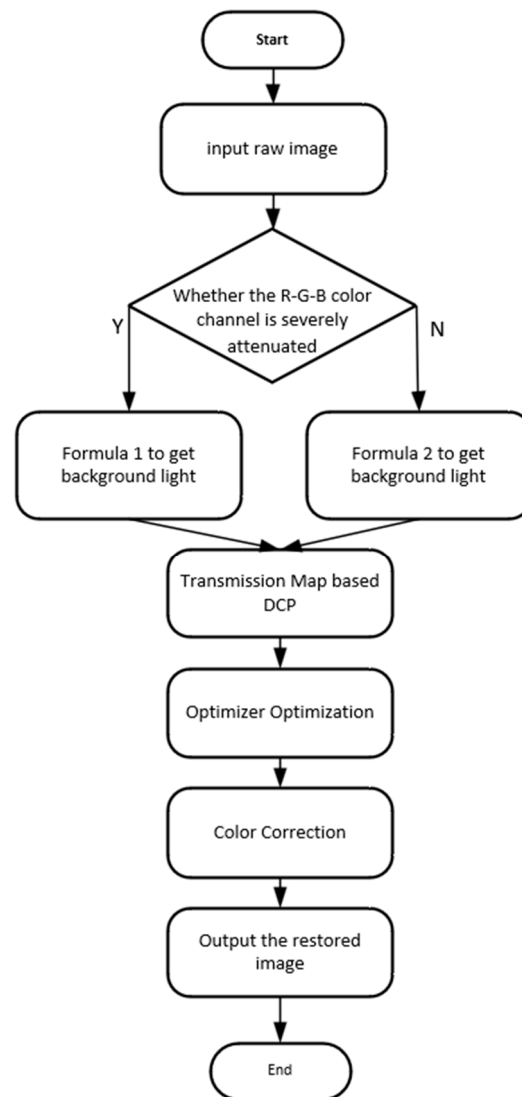 Start
input raw image
Whether the R-G-B color
channel is severely
attenuated
Y
N
Formula 1 to get
background light
Formula 2 to get
background light
Transmission Map based
DCP
Optimizer Optimization
Color Correction
Output the restored
image
End